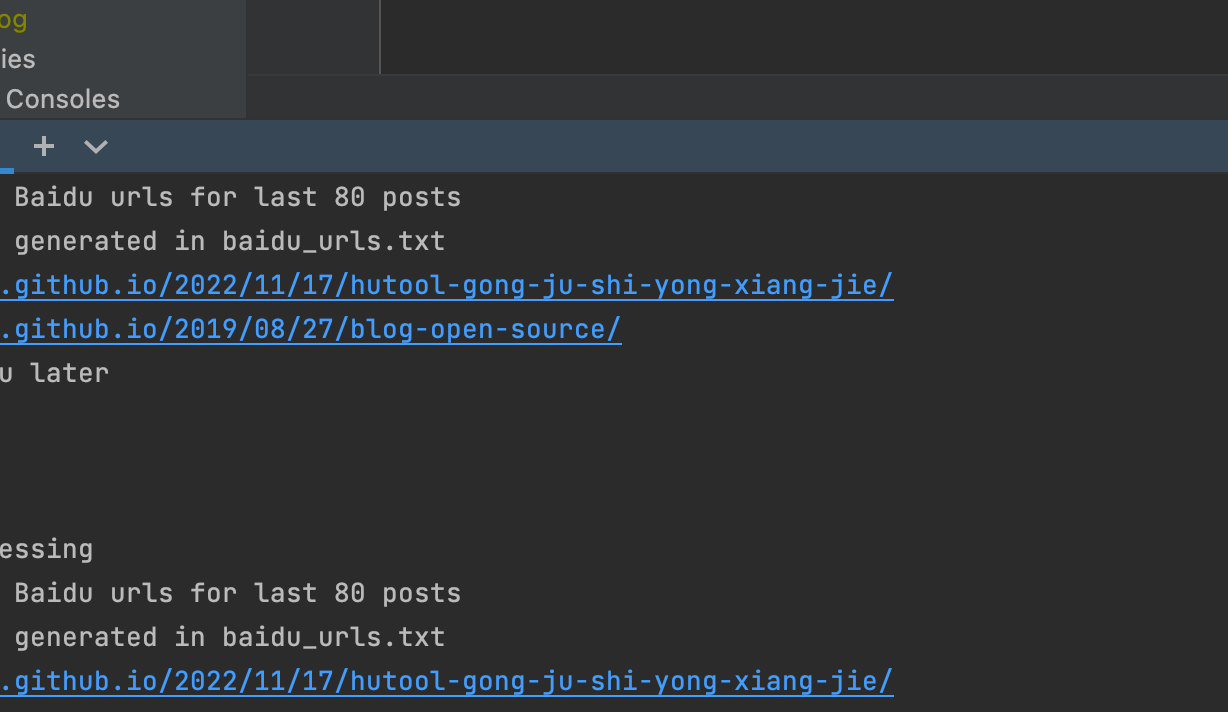 og
ies
Consoles
Baidu urls for last 80 posts
generated in baidu_urls.txt
.github.io/2022/11/17/hutool-gong-ju-shi-yong-xiang-jie/
.github.io/2019/08/27/blog-open-source/
u later
essing
Baidu urls for last 80 posts
generated in baidu_urls.txt
.github.io/2022/11/17/hutool-gong-ju-shi-yong-xiang-jie/